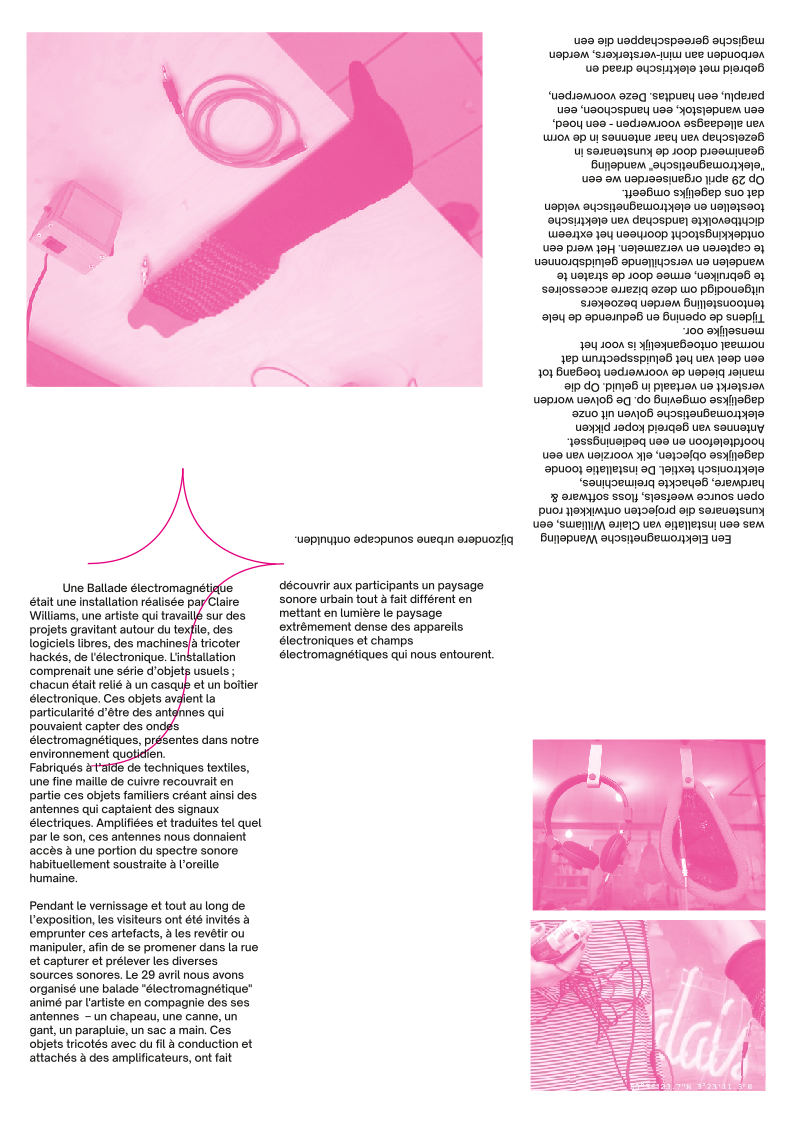 Une Ballade électromagnétique
était une installation réalisée par Claire
Williams, une artiste qui travaille sur des
projets gravitant autour du textile, des
logiciels libres, des machines à tricoter
hackés, de l'électronique. L'installation
comprenait une série d’objets usuels ;
chacun était relié à un casque et un boîtier
électronique. Ces objets avaient la
particularité d’être des antennes qui
pouvaient capter des ondes
électromagnétiques, présentes dans notre
environnement quotidien.
Fabriqués à l’aide de techniques textiles,
une fine maille de cuivre recouvrait en
partie ces objets familiers créant ainsi des
antennes qui captaient des signaux
électriques. Amplifiées et traduites tel quel
par le son, ces antennes nous donnaient
accès à une portion du spectre sonore
habituellement soustraite à l’oreille
humaine.
Pendant le vernissage et tout au long de
l’exposition, les visiteurs ont été invités à
emprunter ces artefacts, à les revêtir ou
manipuler, afin de se promener dans la rue
et capturer et prélever les diverses
sources sonores. Le 29 avril nous avons
organisé une balade "électromagnétique"
animé par l'artiste en compagnie des ses
antennes – un chapeau, une canne, un
gant, un parapluie, un sac a main. Ces
objets tricotés avec du fil à conduction et
attachés à des amplificateurs, ont fait
découvrir aux participants un paysage
sonore urbain tout à fait différent en
mettant en lumière le paysage
extrêmement dense des appareils
électroniques et champs
électromagnétiques qui nous entourent.
Een Elektromagnetische Wandeling
was een installatie van Claire Williams, een
kunstenares die projecten ontwikkelt rond
open source weefsels, floss software &
hardware, gehackte breimachines,
elektronisch textiel. De installatie toonde
dagelijkse objecten, elk voorzien van een
hoofdtelefoon en een bedieningsset.
Antennes van gebreid koper pikken
elektromagnetische golven uit onze
dagelijkse omgeving op. De golven worden
versterkt en vertaald in geluid. Op die
manier bieden de voorwerpen toegang tot
een deel van het geluidsspectrum dat
normaal ontoegankelijk is voor het
menselijke oor.
Tijdens de opening en gedurende de hele
tentoonstelling werden bezoekers
uitgenodigd om deze bizarre accessoires
te gebruiken, ermee door de straten te
wandelen en verschillende geluidsbronnen
te capteren en verzamelen. Het werd een
ontdekkingstocht doorheen het extreem
dichtbevolkte landschap van elektrische
toestellen en elektromagnetische velden
dat ons dagelijks omgeeft.
Op 29 april organiseerden we een
"elektromagnetische" wandeling
geanimeerd door de kunstenares in
gezelschap van haar antennes in de vorm
van alledaagse voorwerpen - een hoed,
een wandelstok, een handschoen, een
paraplu, een handtas. Deze voorwerpen,
gebreid met elektrische draad en
verbonden aan mini-versterkers, werden
magische gereedschappen die een
bijzondere urbane soundcape onthulden.